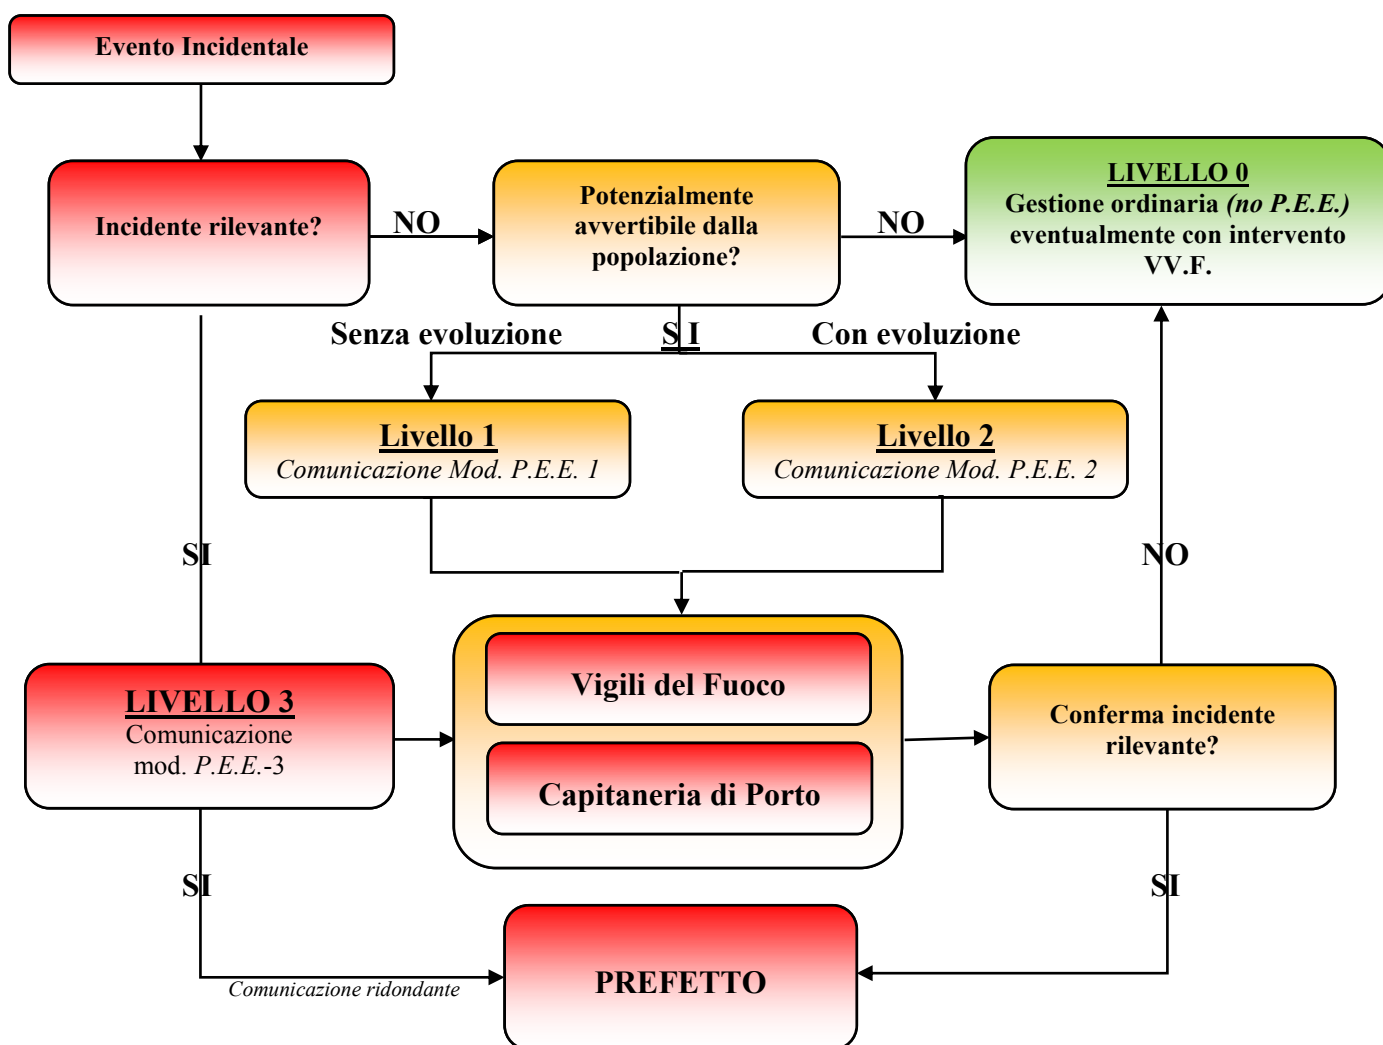 Evento Incidentale
Incidente rilevante?
NO
Potenzialmente
avvertibile dalla
popolazione?
NO
LIVELLO 0
Gestione ordinaria (no P.E.E.)
eventualmente con intervento
VV.F.
Senza evoluzione
S I
Con evoluzione
Livello 1
Comunicazione Mod. P.E.E. 1
Livello 2
Comunicazione Mod. P.E.E. 2
SI
NO
LIVELLO 3
Comunicazione
mod. P.E.E.-3
Vigili del Fuoco
Capitaneria di Porto
Conferma incidente
rilevante?
SI
SI
Comunicazione ridondante
PREFETTO